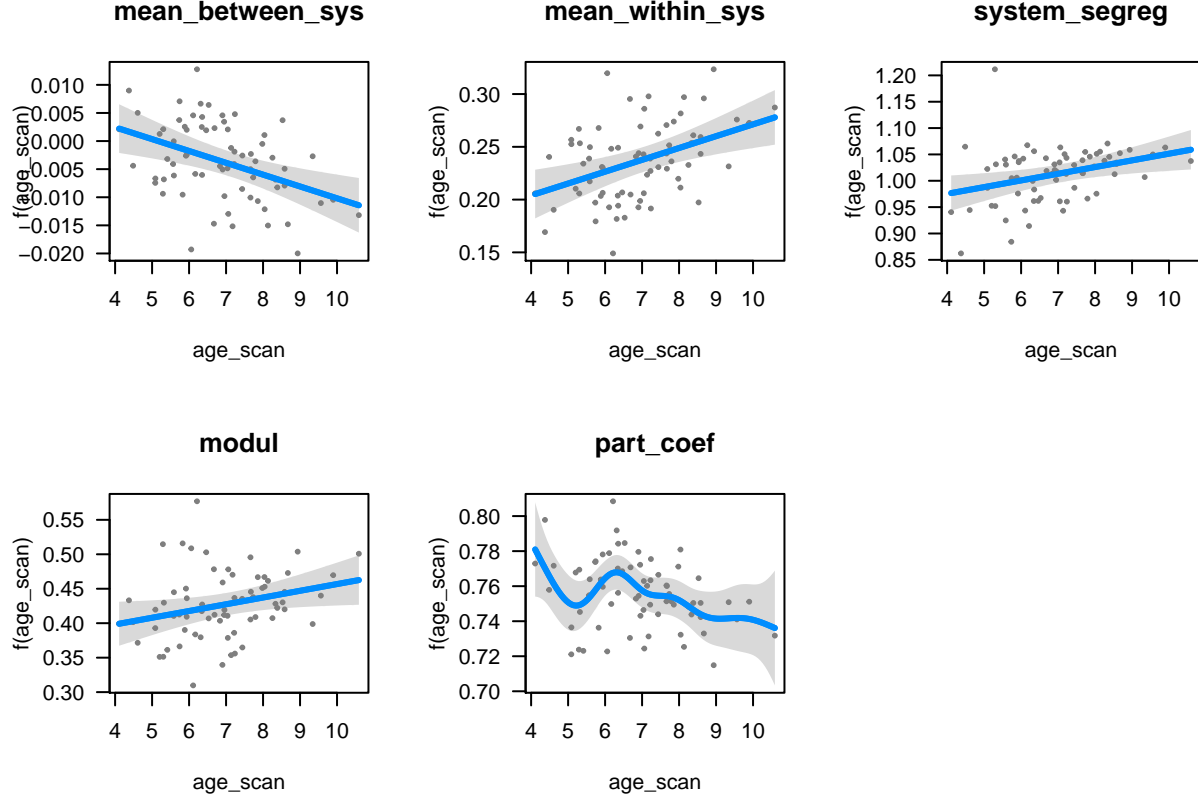 mean_between_sys mean_within_sys system_segreg
0.010
0.005
0.000
−0.005
−0.010
−0.015
−0.020
f(age_scan)
4 5 6 7 8 9 10
age_scan
0.30
0.25
0.20
0.15
f(age_scan)
4 5 6 7 8 9 10
age_scan
1.20
1.15
1.10
1.05
1.00
0.95
0.90
0.85
f(age_scan)
4 5 6 7 8 9 10
age_scan
modul part_coef
0.55
0.50
0.45
0.40
0.35
0.30
f(age_scan)
4 5 6 7 8 9 10
age_scan
0.80
0.78
0.76
0.74
0.72
0.70
f(age_scan)
4 5 6 7 8 9 10
age_scan